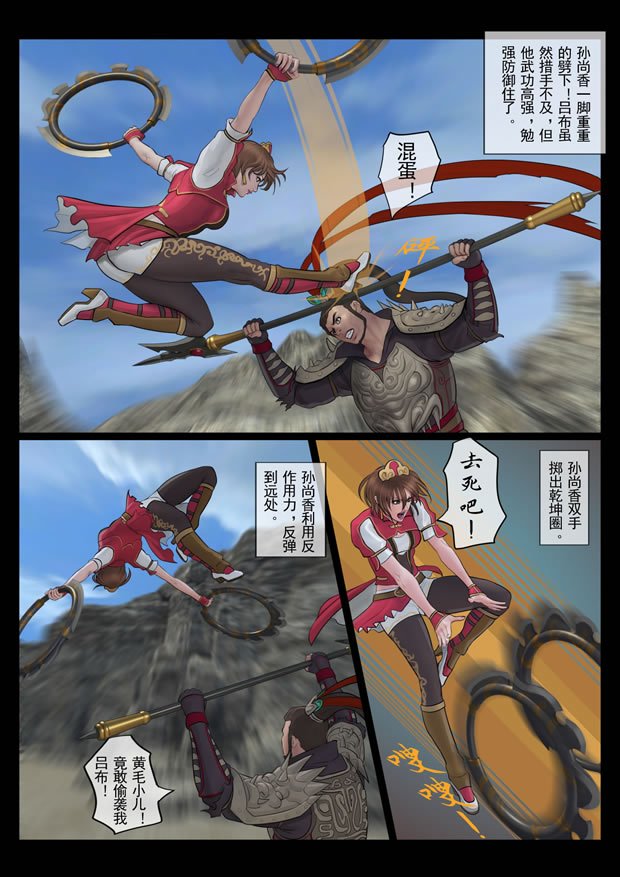 孙尚香一脚重重
的劈下！吕布虽
然措手不及，但
他武功高强，勉
强防御住了。
混蛋！
砰！
孙尚香利用反
作用力，反弹
到远处。
黄毛小儿！
竟敢偷袭我
吕布！
孙尚香双手
掷出乾坤圈。
去死吧！
嗖
嗖！